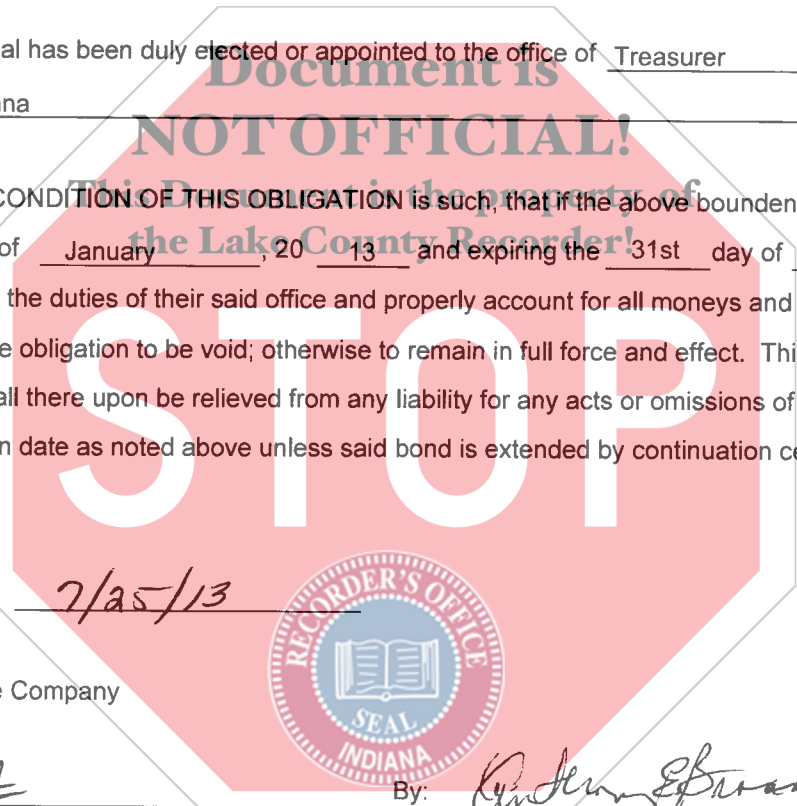 al has been duly elected or appointed to the office of Treasurer
Document is
na
NOT OFFICIAL!
CONDITION OF THIS OBLIGATION is such, that if the above bounden
This Document is the property of
of January, 20 13 and expiring the 31st day of
the Lake County Recorder!
the duties of their said office and properly account for all moneys and
e obligation to be void; otherwise to remain in full force and effect. Thi
all there upon be relieved from any liability for any acts or omissions of
n date as noted above unless said bond is extended by continuation ce
STOP
7/25/13
RECORDER'S OFFICE
SEAL
INDIANA
e Company
By: